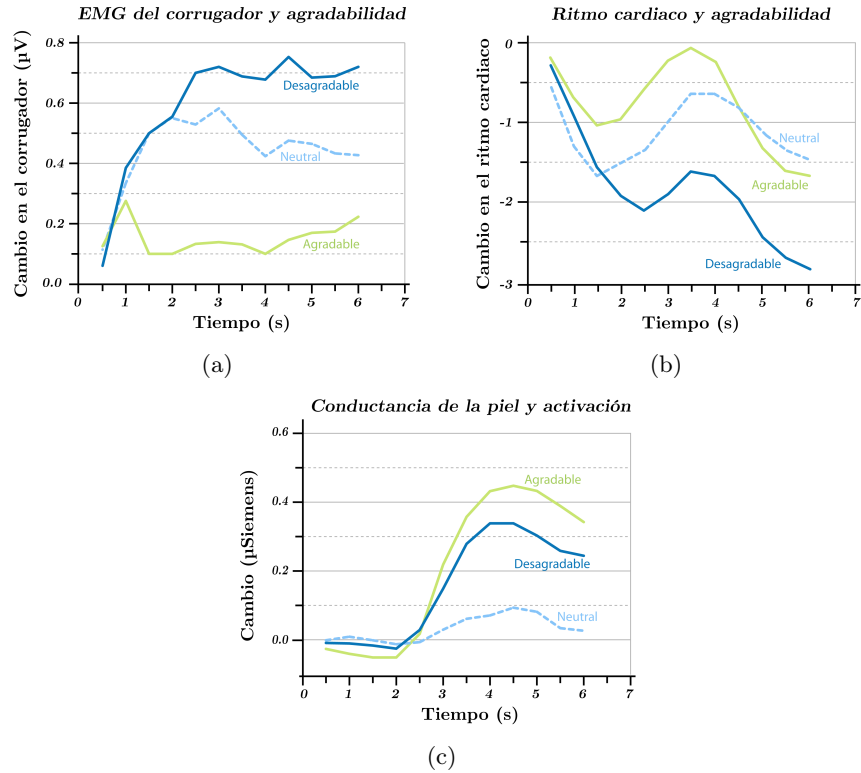 EMG del corrugador y agradabilidad
Cambio en el corrugador (µV)
0.8
0.6
0.4
0.2
0.0
Desagradable
Neutral
Agradable
0 1 2 3 4 5 6 7
Tiempo (s)
(a)
Ritmo cardiaco y agradabilidad
Cambio en el ritmo cardiaco
0
-1
-2
-3
Neutral
Agradable
Desagradable
0 1 2 3 4 5 6 7
Tiempo (s)
(b)
Conductancia de la piel y activación
Cambio (µSiemens)
0.6
0.4
0.2
0.0
Agradable
Desagradable
Neutral
0 1 2 3 4 5 6 7
Tiempo (s)
(c)